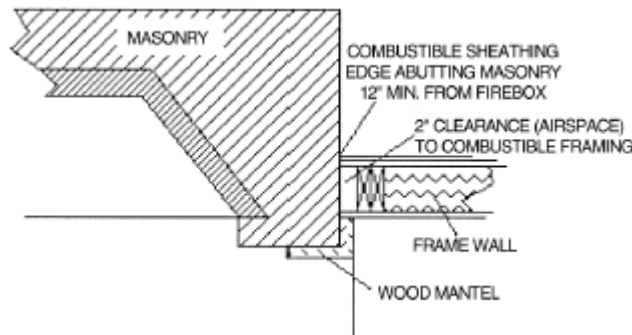 MASONRY
COMBUSTIBLE SHEATHING
EDGE ABUTTING MASONRY
12" MIN. FROM FIREBOX
2" CLEARANCE (AIRSPACE)
TO COMBUSTIBLE FRAMING
FRAME WALL
WOOD MANTEL